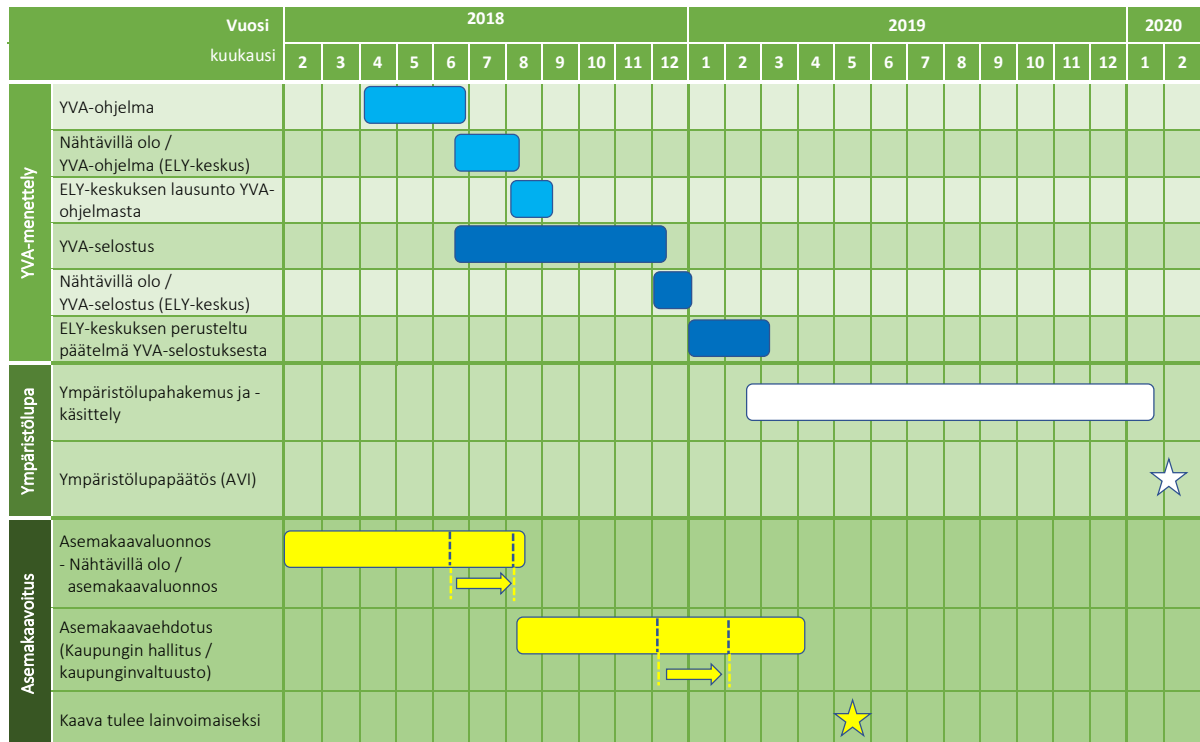 Vuosi 2018 2019 2020
kuukausi 2 3 4 5 6 7 8 9 10 11 12 1 2 3 4 5 6 7 8 9 10 11 12 1 2
YVA-menettely
YVA-ohjelma
Nähtävillä olo /
YVA-ohjelma (ELY-keskus)
ELY-keskuksen lausunto YVA-
ohjelmasta
YVA-selostus
Nähtävillä olo /
YVA-selostus (ELY-keskus)
ELY-keskuksen perusteltu
päätelmä YVA-selostuksesta
Ympäristölupa
Ympäristölupahakemus ja -
käsittely
Ympäristölupapäätös (AVI)
Asemakaavoitus
Asemakaavaluonnos
- Nähtävillä olo /
asemakaavaluonnos
Asemakaavaehdotus
(Kaupungin hallitus /
kaupunginvaltuusto)
Kaava tulee lainvoimaiseksi